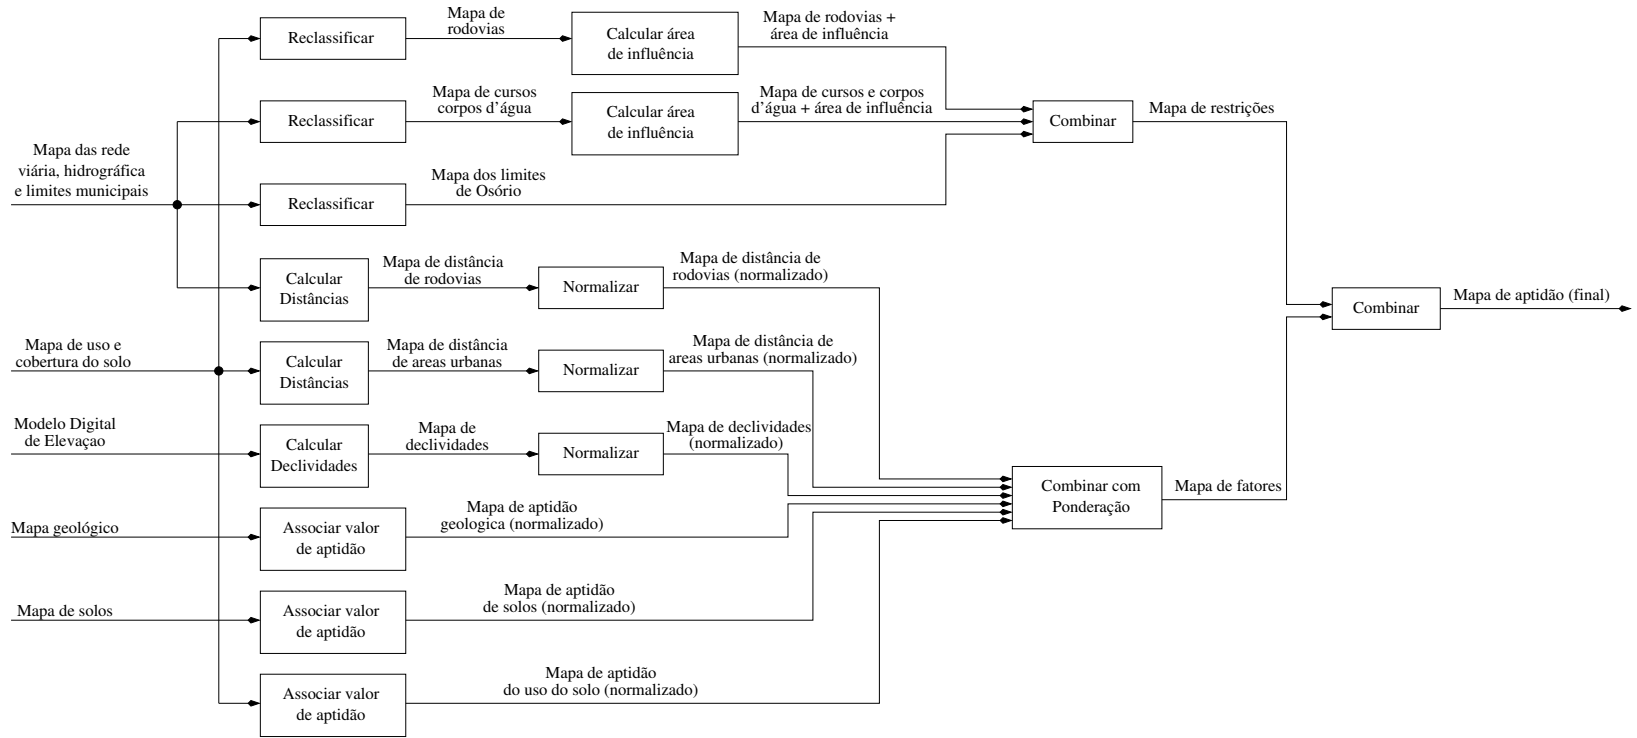 Mapa de
rodovias
Reclassificar
Calcular área
de influência
Mapa de rodovias +
área de influência
Mapa de cursos
corpos d'água
Reclassificar
Calcular área
de influência
Mapa de cursos e corpos
d'água + área de influência
Combinar
Mapa de restrições
Mapa das rede
viária, hidrográfica
e limites municipais
Reclassificar
Mapa dos limites
de Osório
Calcular
Distâncias
Mapa de distância
de rodovias
Normalizar
Mapa de distância de
rodovias (normalizado)
Combinar
Mapa de aptidão (final)
Mapa de uso e
cobertura do solo
Calcular
Distâncias
Mapa de distância
de areas urbanas
Normalizar
Mapa de distância de
areas urbanas (normalizado)
Modelo Digital
de Elevaçao
Calcular
Declividades
Mapa de
declividades
Normalizar
Mapa de declividades
(normalizado)
Combinar com
Ponderação
Mapa de fatores
Mapa geológico
Associar valor
de aptidão
Mapa de aptidão
geologica (normalizado)
Mapa de solos
Associar valor
de aptidão
Mapa de aptidão
de solos (normalizado)
Associar valor
de aptidão
Mapa de aptidão
do uso do solo (normalizado)